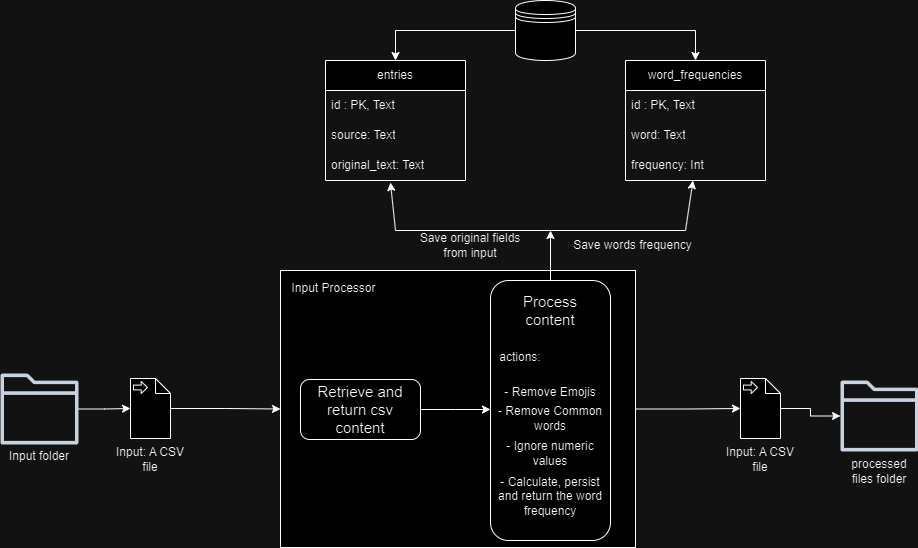 entries
id : PK, Text
source: Text
original_text: Text
word_frequencies
id : PK, Text
word: Text
frequency: Int
Save original fields
from input
Save words frequency
Input Processor
Process
content
actions:
- Remove Emojis
- Remove Common
words
- Ignore numeric
values
- Calculate, persist
and return the word
frequency
Retrieve and
return csv
content
Input folder
Input: A CSV
file
Input: A CSV
file
processed
files folder